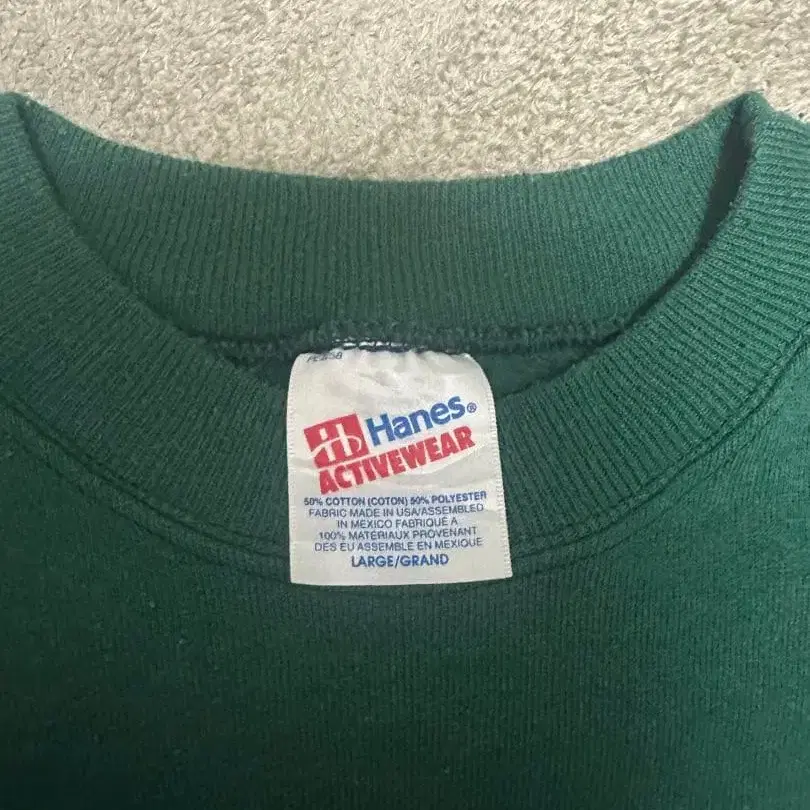 Hanes®
ACTIVEWEAR
50% COTTON (COTON) 50% POLYESTER
FABRIC MADE IN USA/ASSEMBLED
IN MEXICO FABRIQUÉ A
100% MATÉRIAUX PROVENANT
DES EU ASSEMBLE EN MEXIQUE
LARGE/GRAND